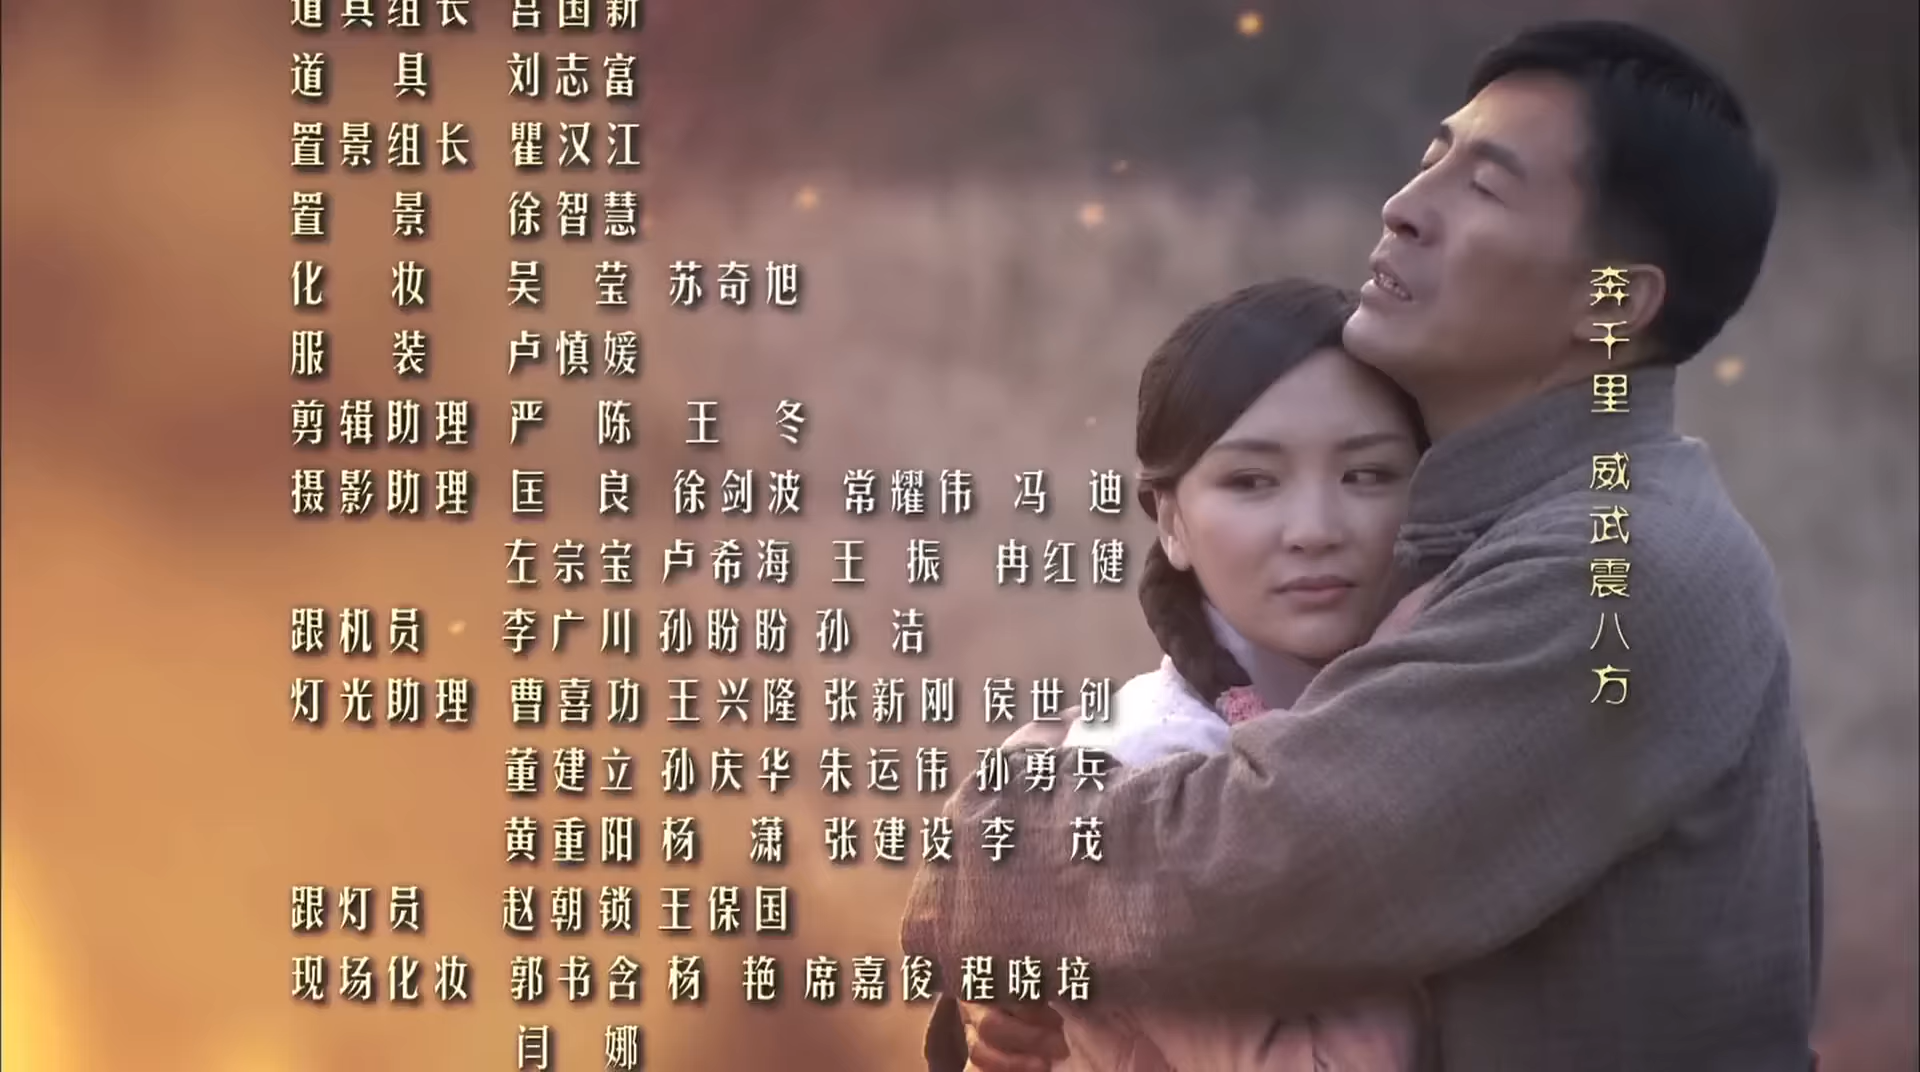 道具组长 吕国新
道具 刘志富
置景组长 瞿汉江
置景 徐智慧
化妆 吴莹 苏奇旭
服装 卢慎媛
剪辑助理 严陈 王冬
摄影助理 匡良 徐剑波 常耀伟 冯迪
左宗宝 卢希海 王振 冉红健
跟机员 李广川 孙盼盼 孙洁
灯光助理 曹喜功 王兴隆 张新刚 侯世创
董建立 孙庆华 朱运伟 孙勇兵
黄重阳 杨潇 张建设 李茂
跟灯员 赵朝锁 王保国
现场化妆 郭书含 杨艳 席嘉俊 程晓培
闫娜
奔千里 威武震八方